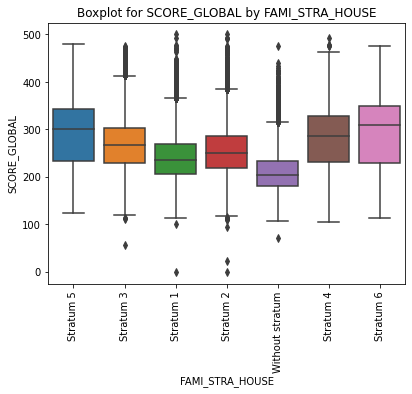 Boxplot for SCORE_GLOBAL by FAMI_STRA_HOUSE
SCORE_GLOBAL
500
400
300
200
100
0
Stratum 5
Stratum 3
Stratum 1
Stratum 2
Without stratum
Stratum 4
Stratum 6
FAMI_STRA_HOUSE